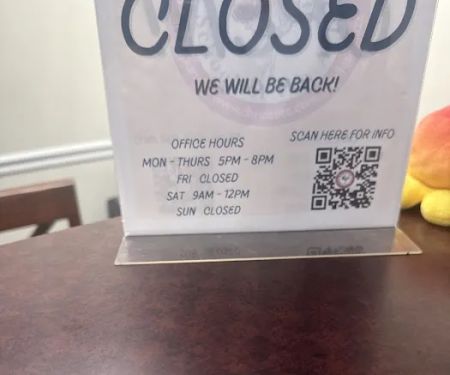 CLOSED
WE WILL BE BACK!
OFFICE HOURS
MON - THURS 5PM - 8PM
FRI CLOSED
SAT 9AM - 12PM
SUN CLOSED
SCAN HERE FOR INFO